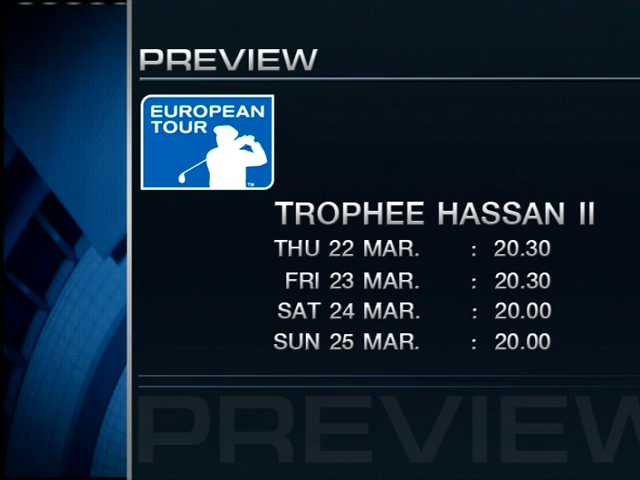 PREVIEW
EUROPEAN
TOUR
TM
TROPHEE HASSAN II
THU 22 MAR. : 20.30
FRI 23 MAR. : 20.30
SAT 24 MAR. : 20.00
SUN 25 MAR. : 20.00
PREVIEW